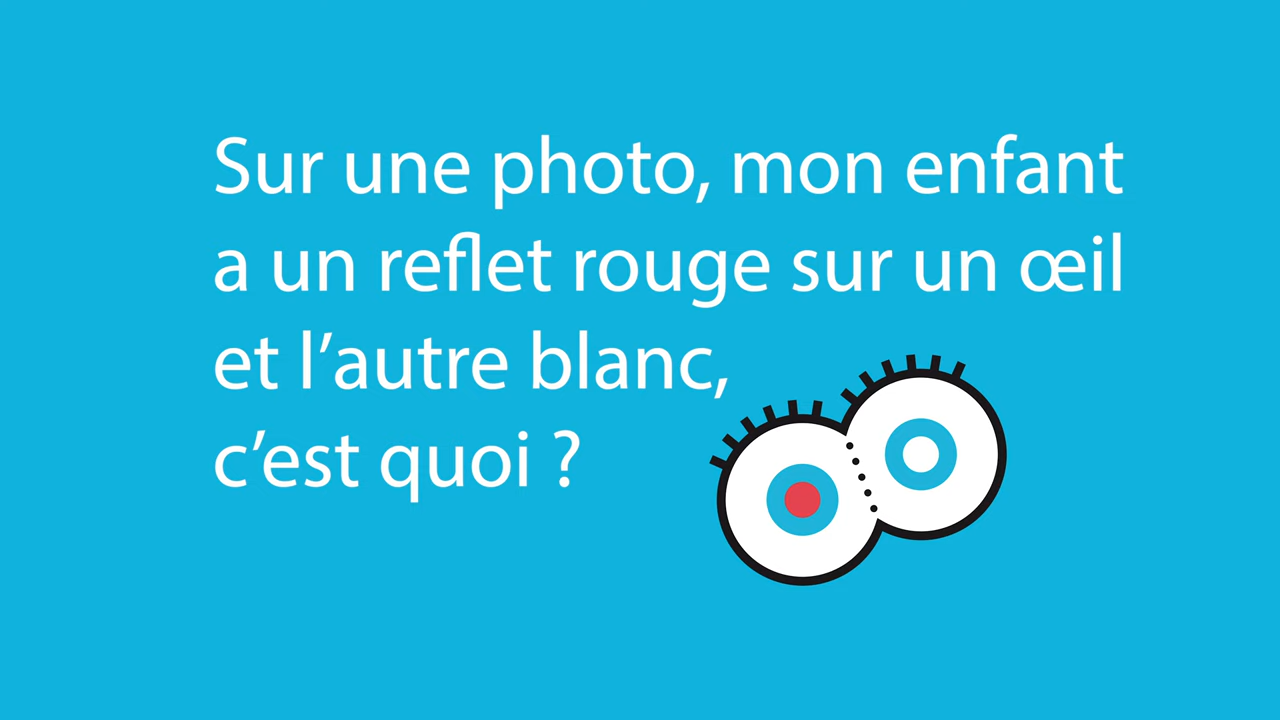 Sur une photo, mon enfant
a un reflet rouge sur un œil
et l’autre blanc,
c’est quoi ?